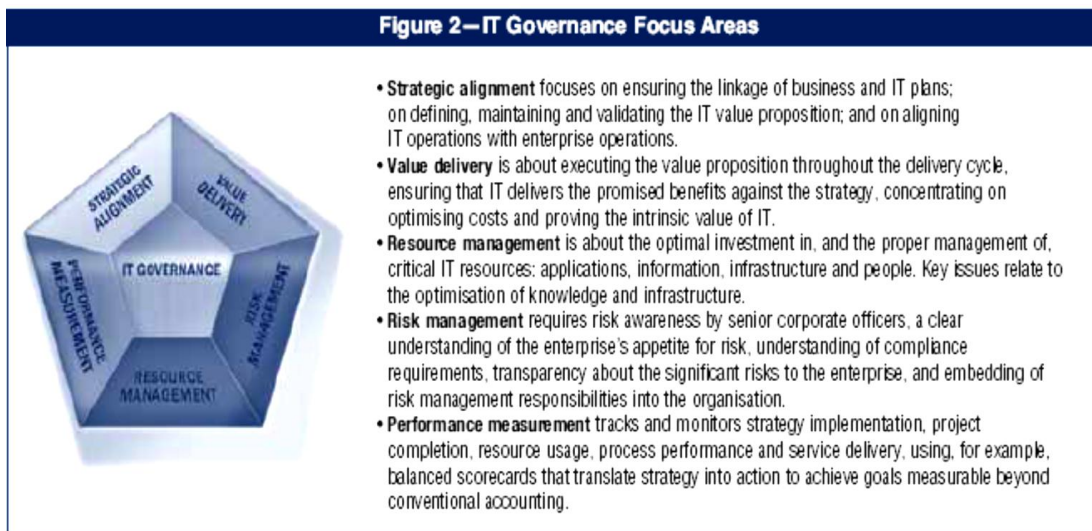 Figure 2—IT Governance Focus Areas
STRATEGIC
ALIGNMENT
VALUE
DELIVERY
IT GOVERNANCE
PERFORMANCE
MEASUREMENT
RISK
MANAGEMENT
RESOURCE
MANAGEMENT
• Strategic alignment focuses on ensuring the linkage of business and IT plans;
on defining, maintaining and validating the IT value proposition; and on aligning
IT operations with enterprise operations.
• Value delivery is about executing the value proposition throughout the delivery cycle,
ensuring that IT delivers the promised benefits against the strategy, concentrating on
optimising costs and proving the intrinsic value of IT.
• Resource management is about the optimal investment in, and the proper management of,
critical IT resources: applications, information, infrastructure and people. Key issues relate to
the optimisation of knowledge and infrastructure.
• Risk management requires risk awareness by senior corporate officers, a clear
understanding of the enterprise's appetite for risk, understanding of compliance
requirements, transparency about the significant risks to the enterprise, and embedding of
risk management responsibilities into the organisation.
• Performance measurement tracks and monitors strategy implementation, project
completion, resource usage, process performance and service delivery, using, for example,
balanced scorecards that translate strategy into action to achieve goals measurable beyond
conventional accounting.